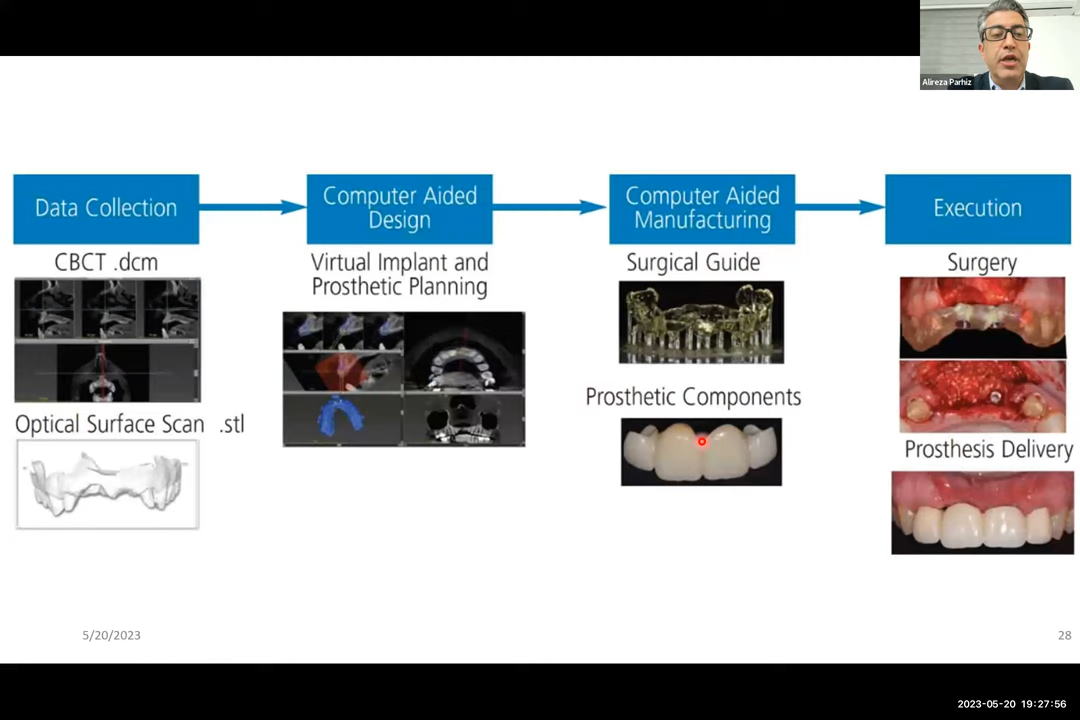 Alireza Parhiz
Data Collection
CBCT .dcm
Optical Surface Scan .stl
Computer Aided
Design
Virtual Implant and
Prosthetic Planning
Computer Aided
Manufacturing
Surgical Guide
Prosthetic Components
Execution
Surgery
Prosthesis Delivery
5/20/2023
28
2023-05-20 19:27:56